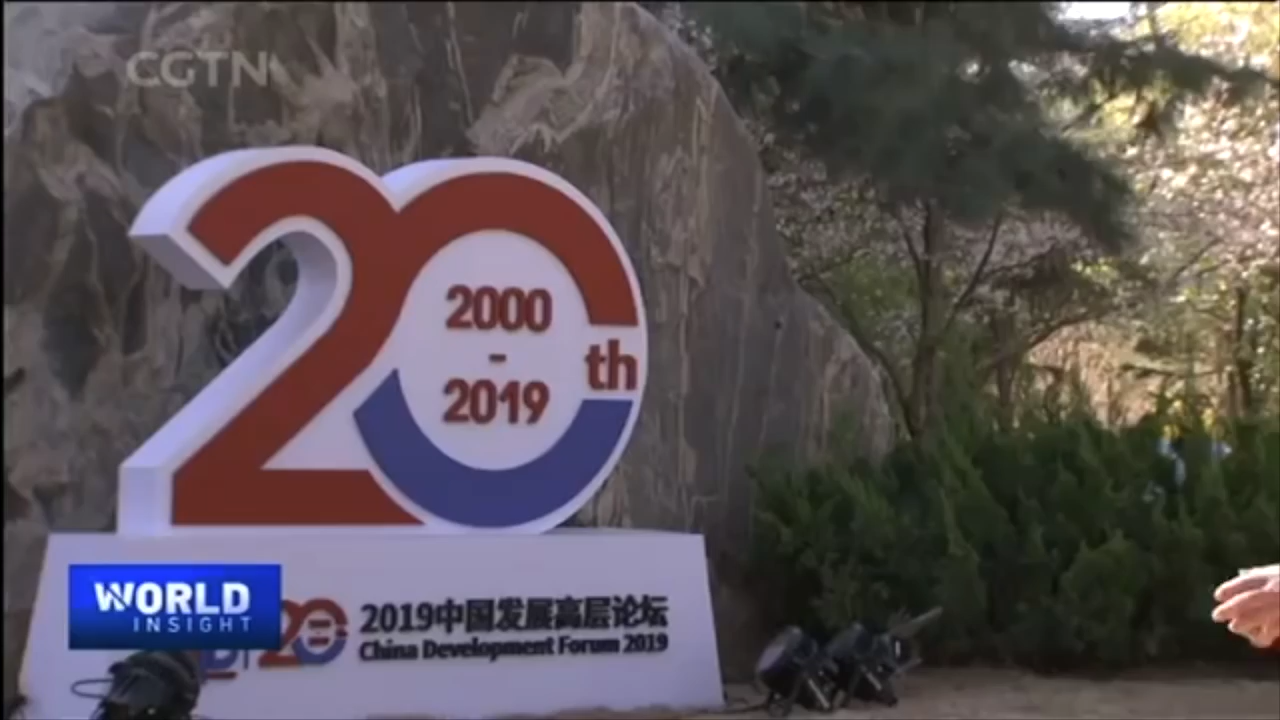 CGTN
20th
2000
-
2019
WORLD
INSIGHT
20
2019中国发展高层论坛
China Development Forum 2019